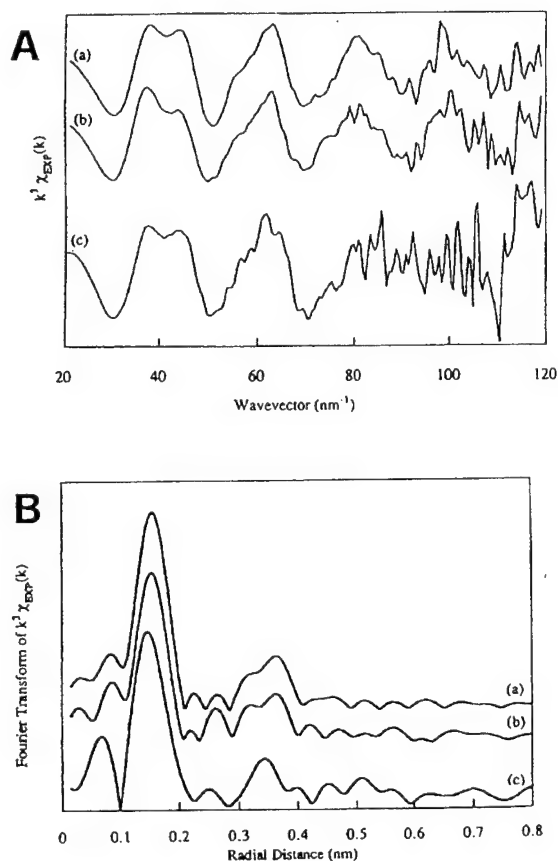 A
(a)
(b)
(c)
k³ χEXP(k)
20 40 60 80 100 120
Wavevector (nm⁻¹)
B
Fourier Transform of k³ χEXP(k)
(a)
(b)
(c)
0 0.1 0.2 0.3 0.4 0.5 0.6 0.7 0.8
Radial Distance (nm)